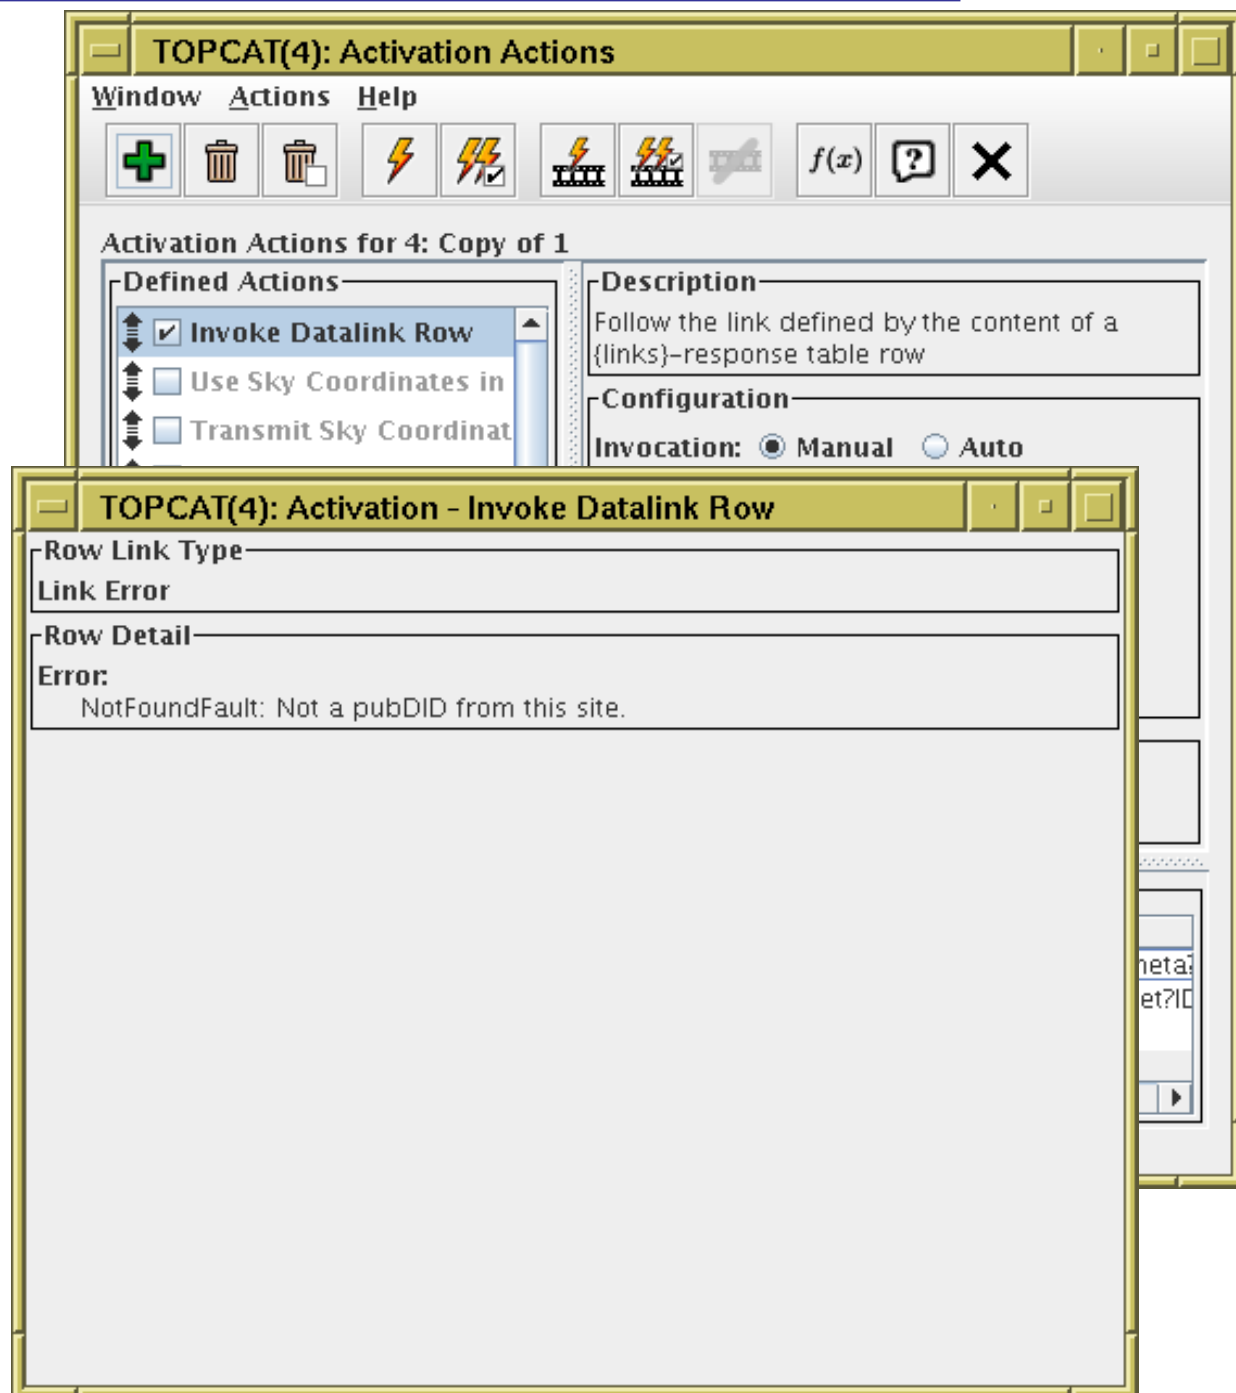 TOPCAT(4): Activation Actions
Window Actions Help
f(x)
Activation Actions for 4: Copy of 1
Defined Actions
Invoke Datalink Row
Use Sky Coordinates in
Transmit Sky Coordinat
Description
Follow the link defined by the content of a
{links}-response table row
Configuration
Invocation: Manual Auto
TOPCAT(4): Activation - Invoke Datalink Row
Row Link Type
Link Error
Row Detail
Error:
NotFoundFault: Not a pubDID from this site.
et?ID